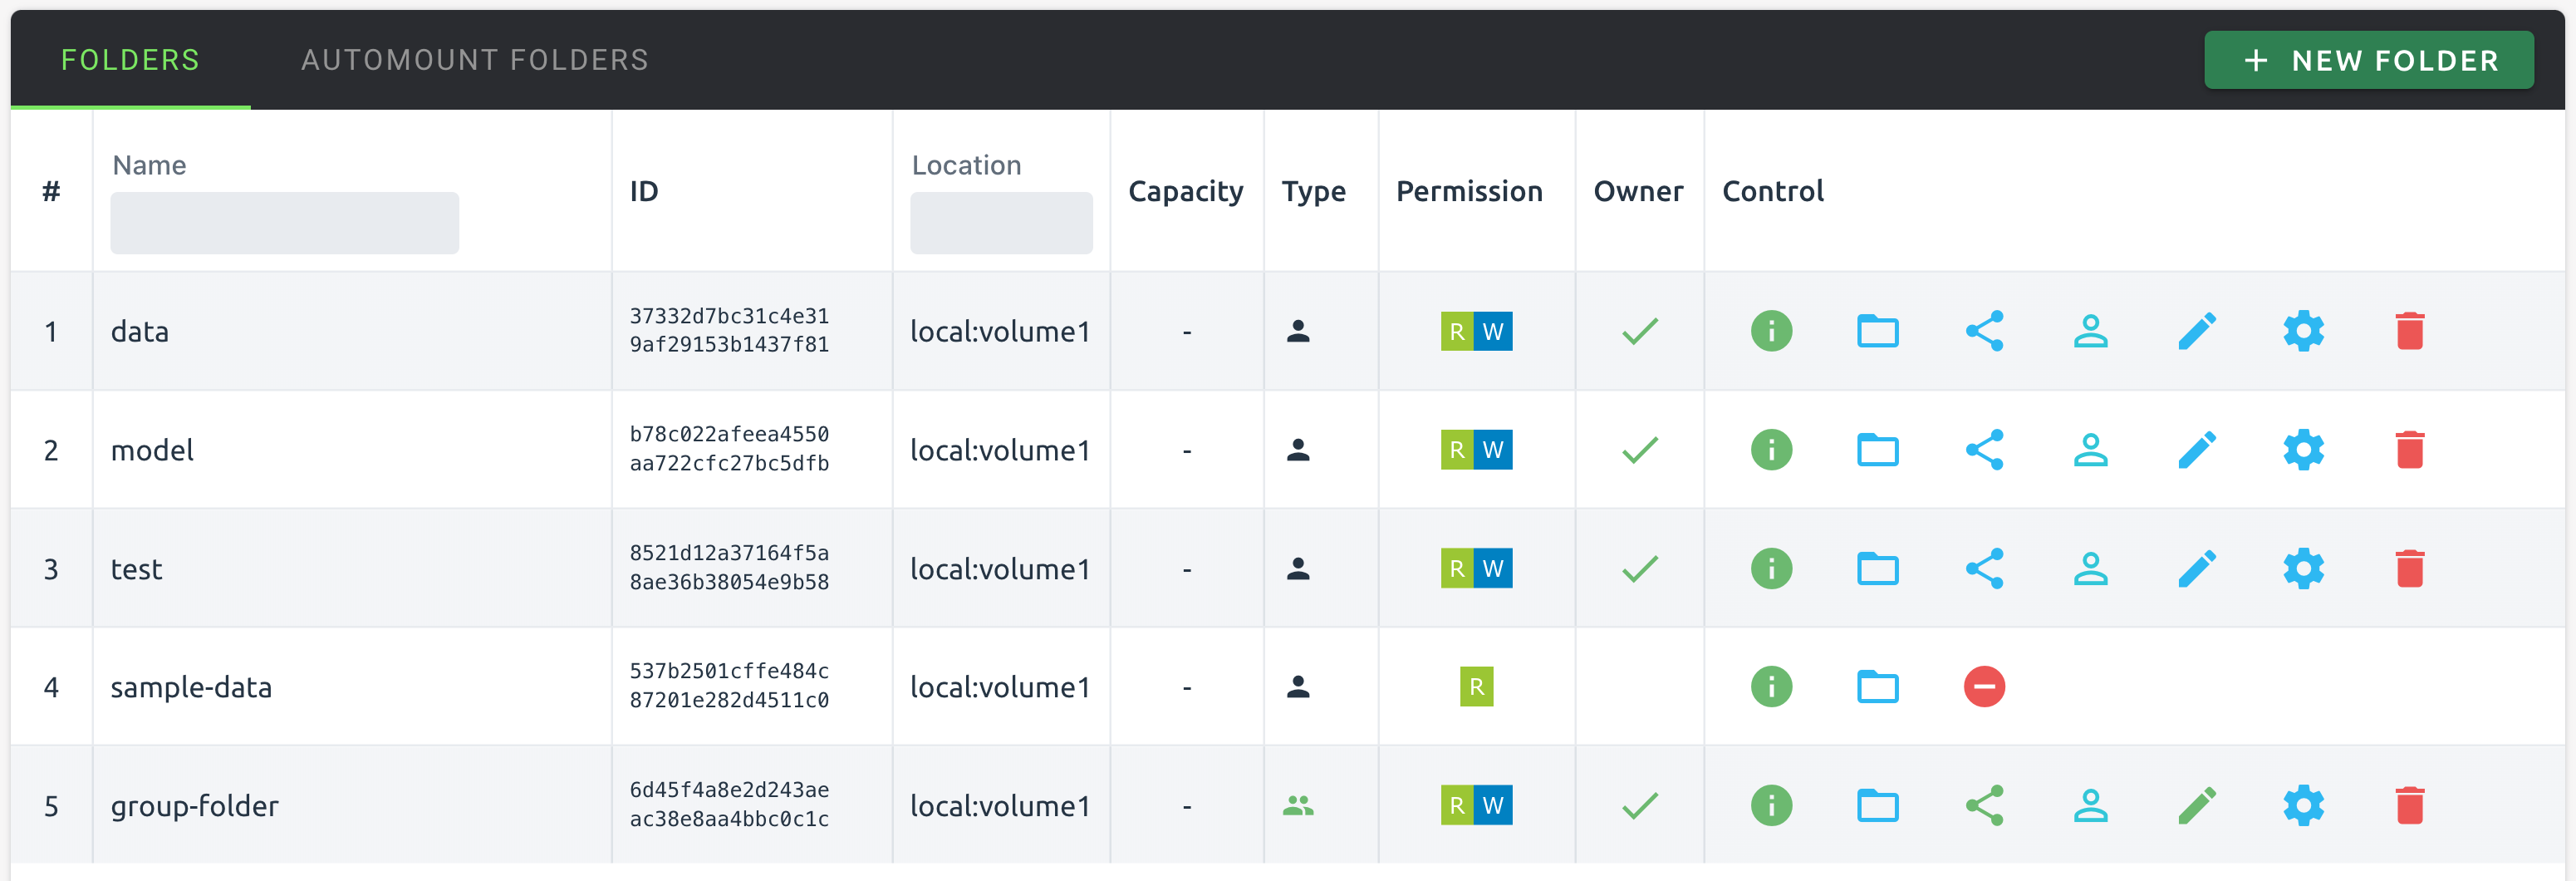 FOLDERS AUTOMOUNT FOLDERS + NEW FOLDER
# Name ID Location Capacity Type Permission Owner Control
1 data 37332d7bc31c4e31 local:volume1 - R W
9af29153b1437f81
2 model b78c022afeea4550 local:volume1 - R W
aa722cfc27bc5dfb
3 test 8521d12a37164f5a local:volume1 - R W
8ae36b38054e9b58
4 sample-data 537b2501cffe484c local:volume1 - R
87201e282d4511c0
5 group-folder 6d45f4a8e2d243ae local:volume1 - R W
ac38e8aa4bbc0c1c